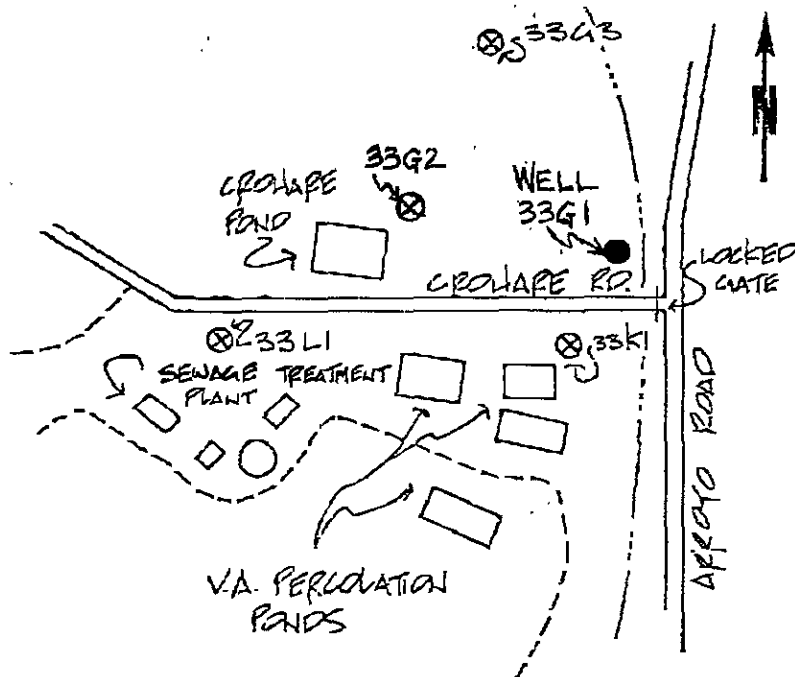 33G3
N
33G2
CROHARE
POND
WELL
33G1
LOCKED
GATE
CROHARE RD.
33L1
33K1
SEWAGE TREATMENT
PLANT
ARROYO ROAD
V.A. PERCOLATION
PONDS